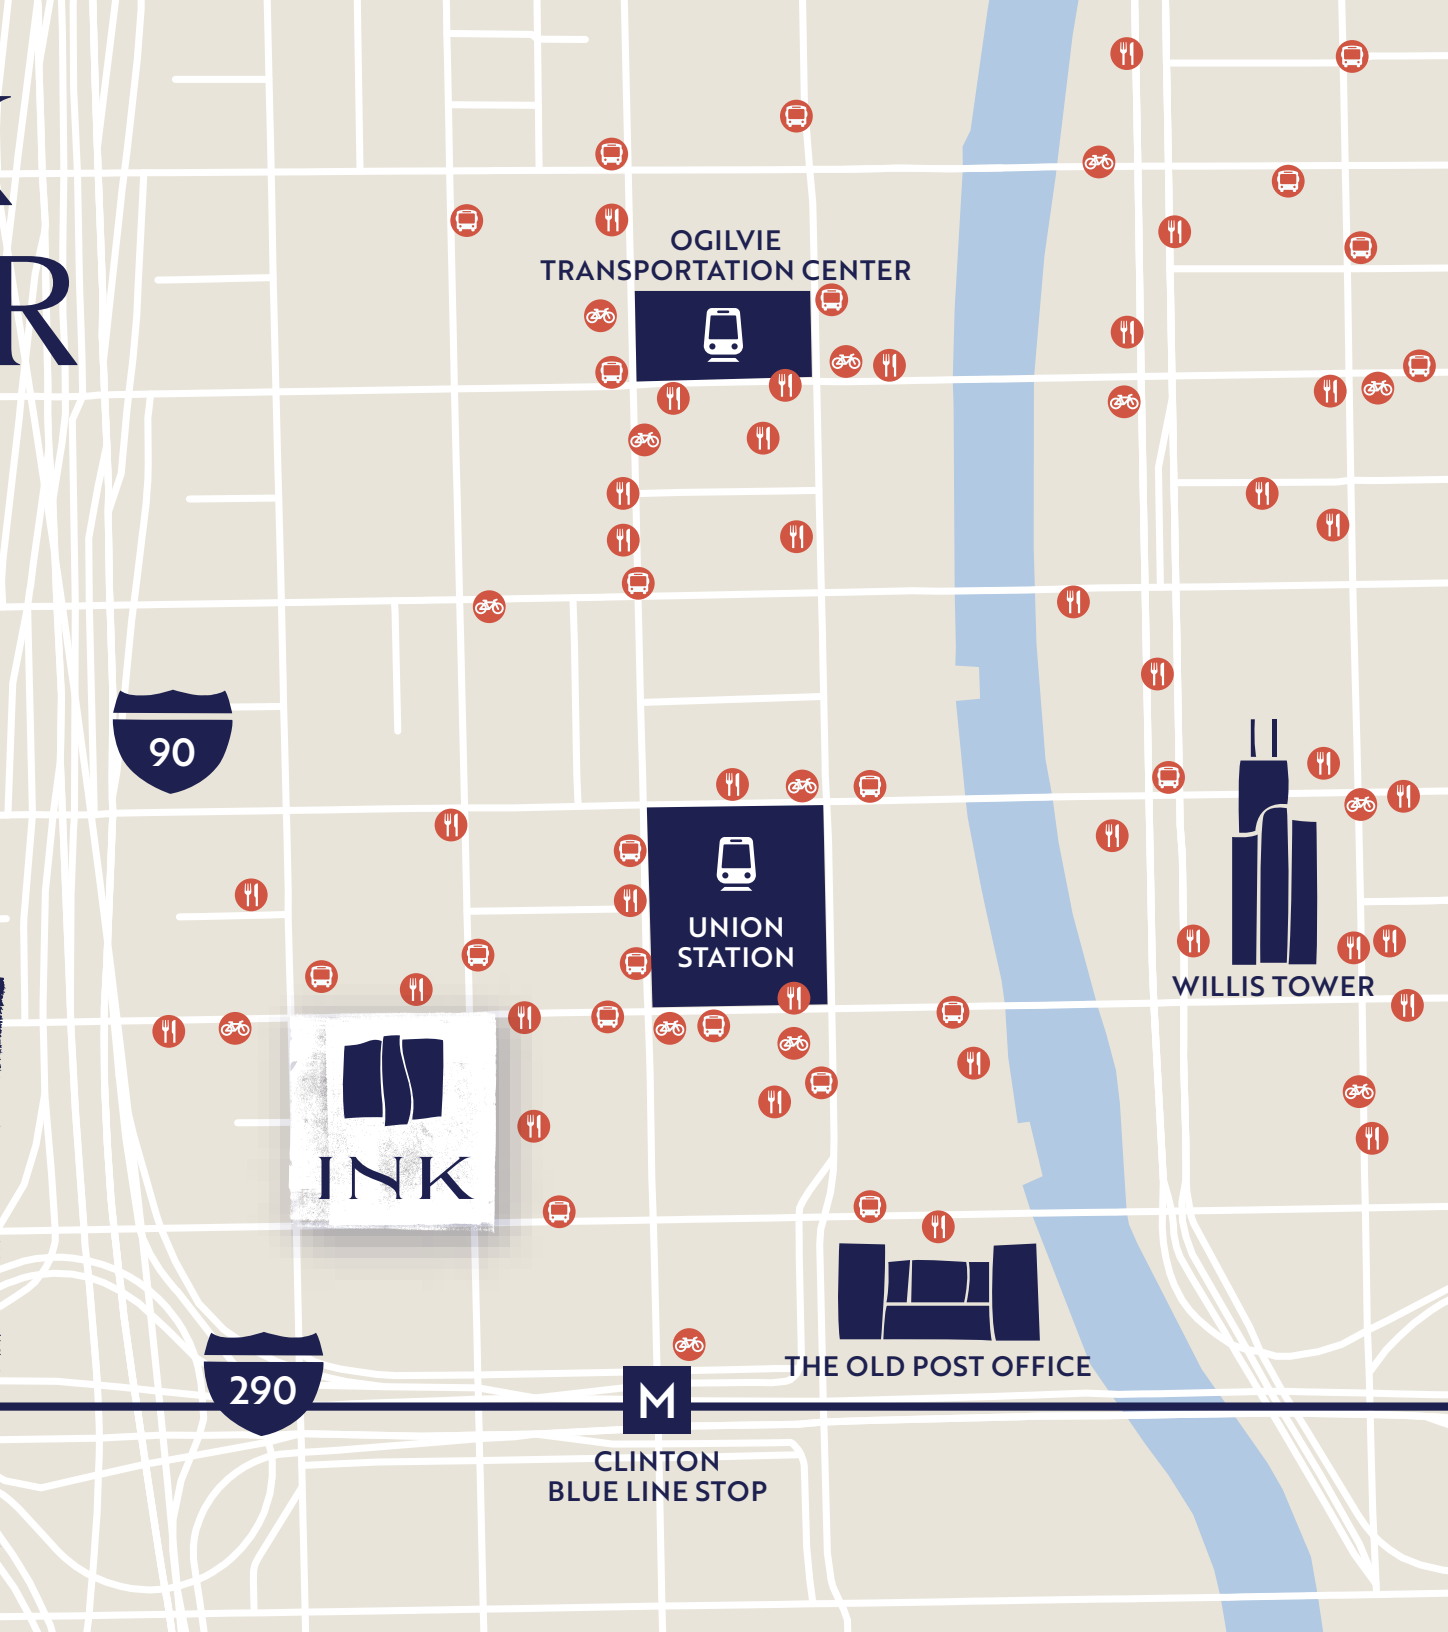 R
OGILVIE
TRANSPORTATION CENTER
90
UNION
STATION
WILLIS TOWER
INK
THE OLD POST OFFICE
290
M
CLINTON
BLUE LINE STOP